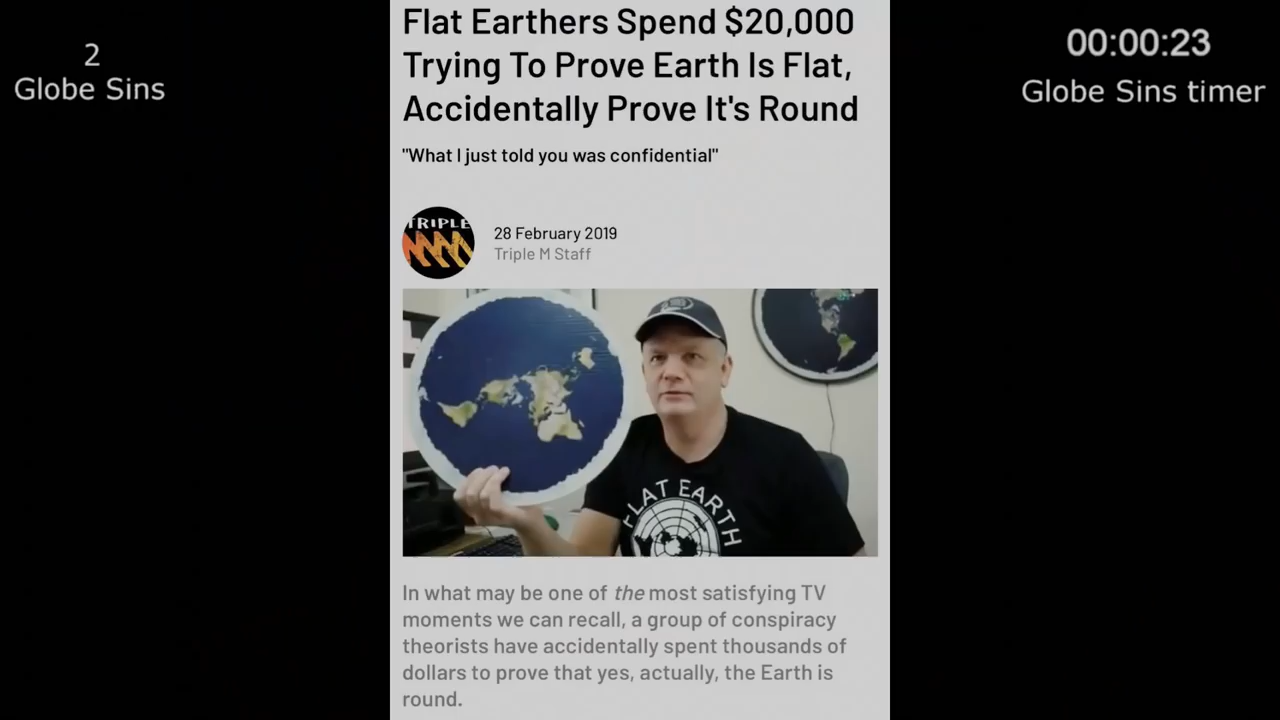 2
Globe Sins
00:00:23
Globe Sins timer
Flat Earthers Spend $20,000
Trying To Prove Earth Is Flat,
Accidentally Prove It's Round
"What I just told you was confidential"
TRIPLE
28 February 2019
Triple M Staff
FLAT EARTH
In what may be one of the most satisfying TV
moments we can recall, a group of conspiracy
theorists have accidentally spent thousands of
dollars to prove that yes, actually, the Earth is
round.